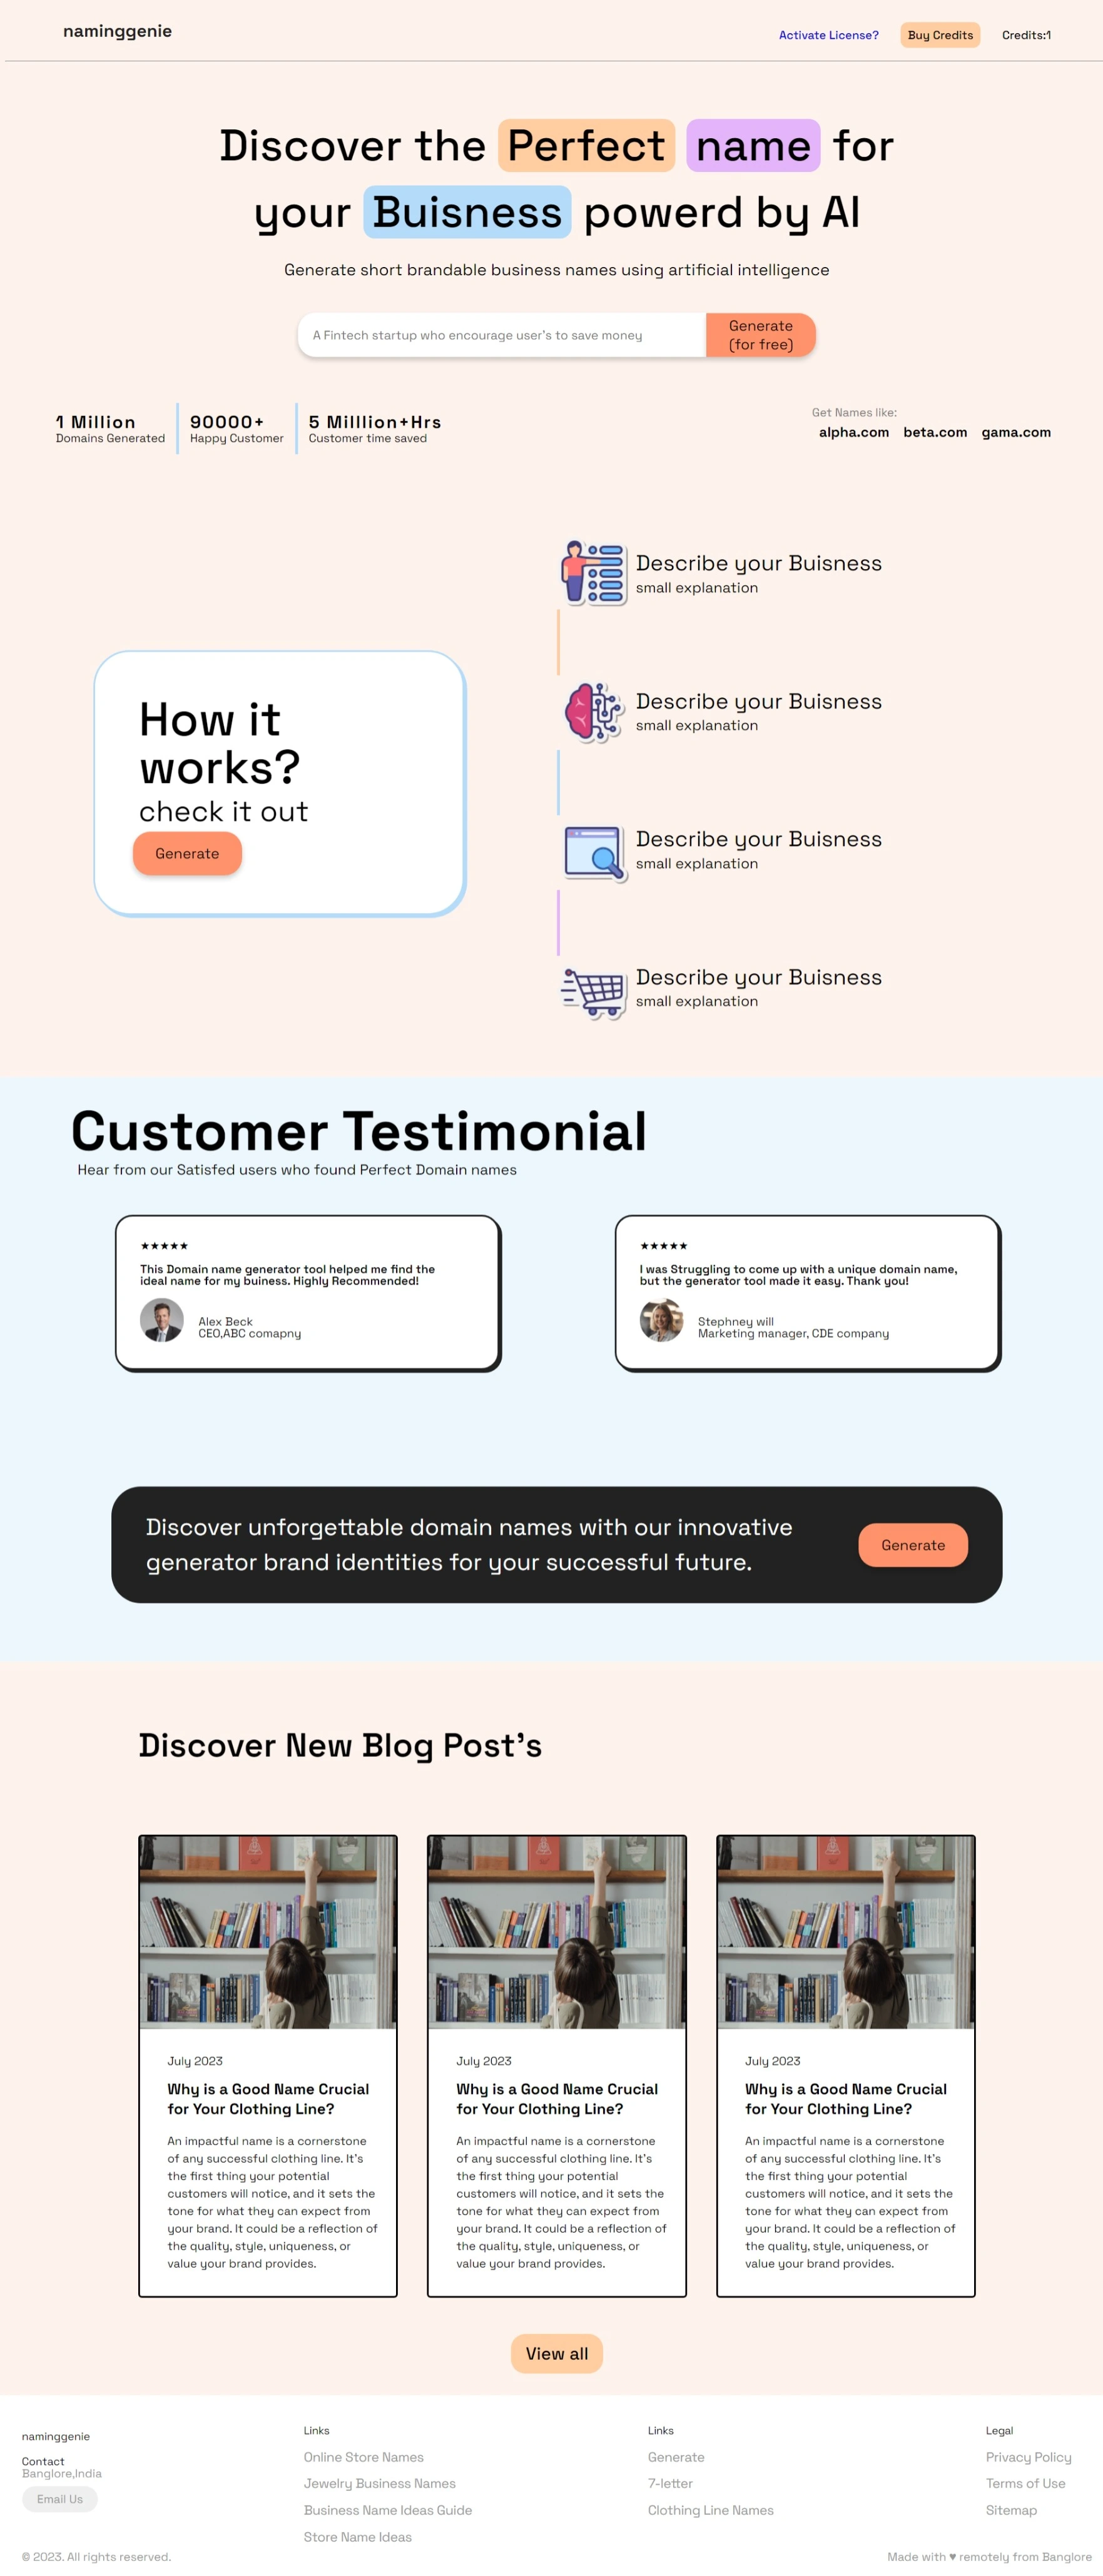 naminggenie
Activate License?
Buy Credits
Credits:1
Discover the Perfect name for
your Buisness powerd by AI
Generate short brandable business names using artificial intelligence
A Fintech startup who encourage user's to save money
Generate
(for free)
1 Million
Domains Generated
90000+
Happy Customer
5 Milllion+Hrs
Customer time saved
Get Names like:
alpha.com beta.com gama.com
How it
works?
check it out
Generate
Describe your Buisness
small explanation
Describe your Buisness
small explanation
Describe your Buisness
small explanation
Describe your Buisness
small explanation
Customer Testimonial
Hear from our Satisfed users who found Perfect Domain names
★★★★★
This Domain name generator tool helped me find the
ideal name for my buiness. Highly Recommended!
Alex Beck
CEO,ABC comapny
★★★★★
I was Struggling to come up with a unique domain name,
but the generator tool made it easy. Thank you!
Stephney will
Marketing manager, CDE company
Discover unforgettable domain names with our innovative
generator brand identities for your successful future.
Generate
Discover New Blog Post's
July 2023
Why is a Good Name Crucial
for Your Clothing Line?
An impactful name is a cornerstone
of any successful clothing line. It's
the first thing your potential
customers will notice, and it sets the
tone for what they can expect from
your brand. It could be a reflection of
the quality, style, uniqueness, or
value your brand provides.
July 2023
Why is a Good Name Crucial
for Your Clothing Line?
An impactful name is a cornerstone
of any successful clothing line. It's
the first thing your potential
customers will notice, and it sets the
tone for what they can expect from
your brand. It could be a reflection of
the quality, style, uniqueness, or
value your brand provides.
July 2023
Why is a Good Name Crucial
for Your Clothing Line?
An impactful name is a cornerstone
of any successful clothing line. It's
the first thing your potential
customers will notice, and it sets the
tone for what they can expect from
your brand. It could be a reflection of
the quality, style, uniqueness, or
value your brand provides.
View all
naminggenie
Contact
Banglore,India
Email Us
Links
Online Store Names
Jewelry Business Names
Business Name Ideas Guide
Store Name Ideas
Links
Generate
7-letter
Clothing Line Names
Legal
Privacy Policy
Terms of Use
Sitemap
© 2023. All rights reserved.
Made with ♥ remotely from Banglore